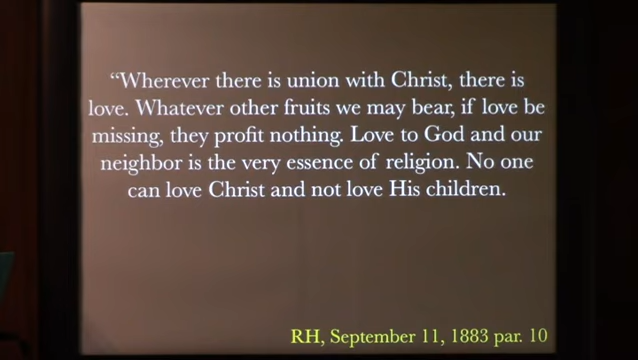 “Wherever there is union with Christ, there is
love. Whatever other fruits we may bear, if love be
missing, they profit nothing. Love to God and our
neighbor is the very essence of religion. No one
can love Christ and not love His children.
RH, September 11, 1883 par. 10